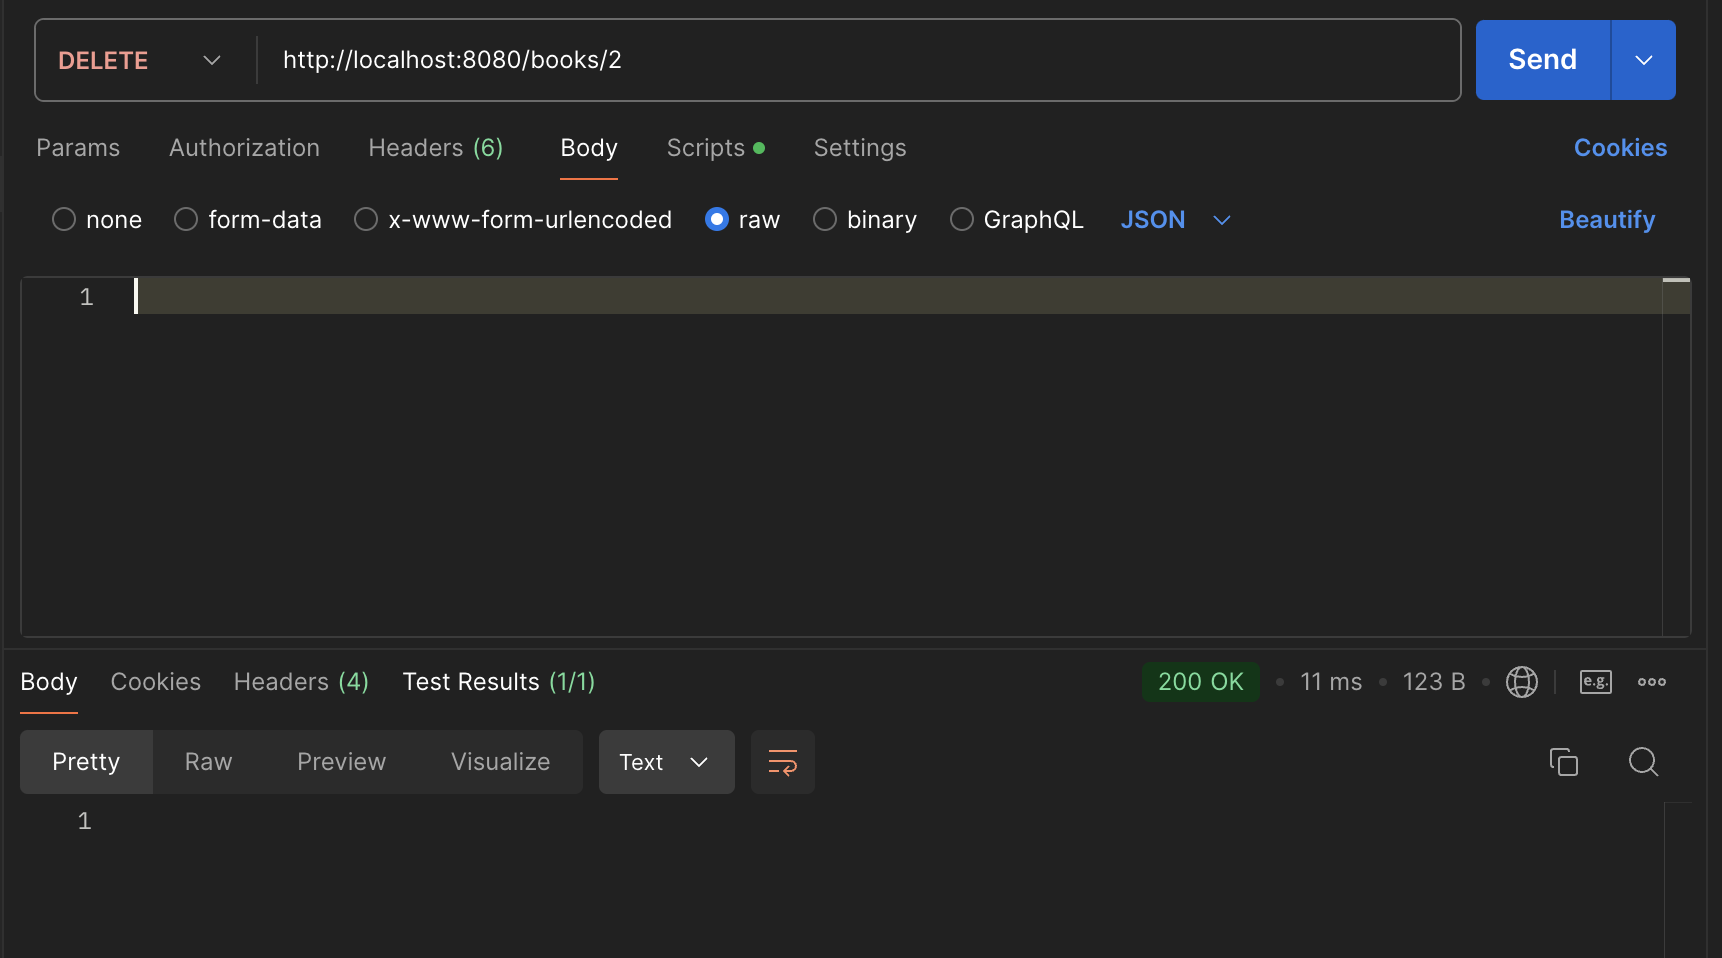 DELETE http://localhost:8080/books/2 Send
Params Authorization Headers (6) Body Scripts Settings Cookies
none form-data x-www-form-urlencoded raw binary GraphQL JSON Beautify
1
Body Cookies Headers (4) Test Results (1/1) 200 OK • 11 ms • 123 B • e.g.
Pretty Raw Preview Visualize Text
1